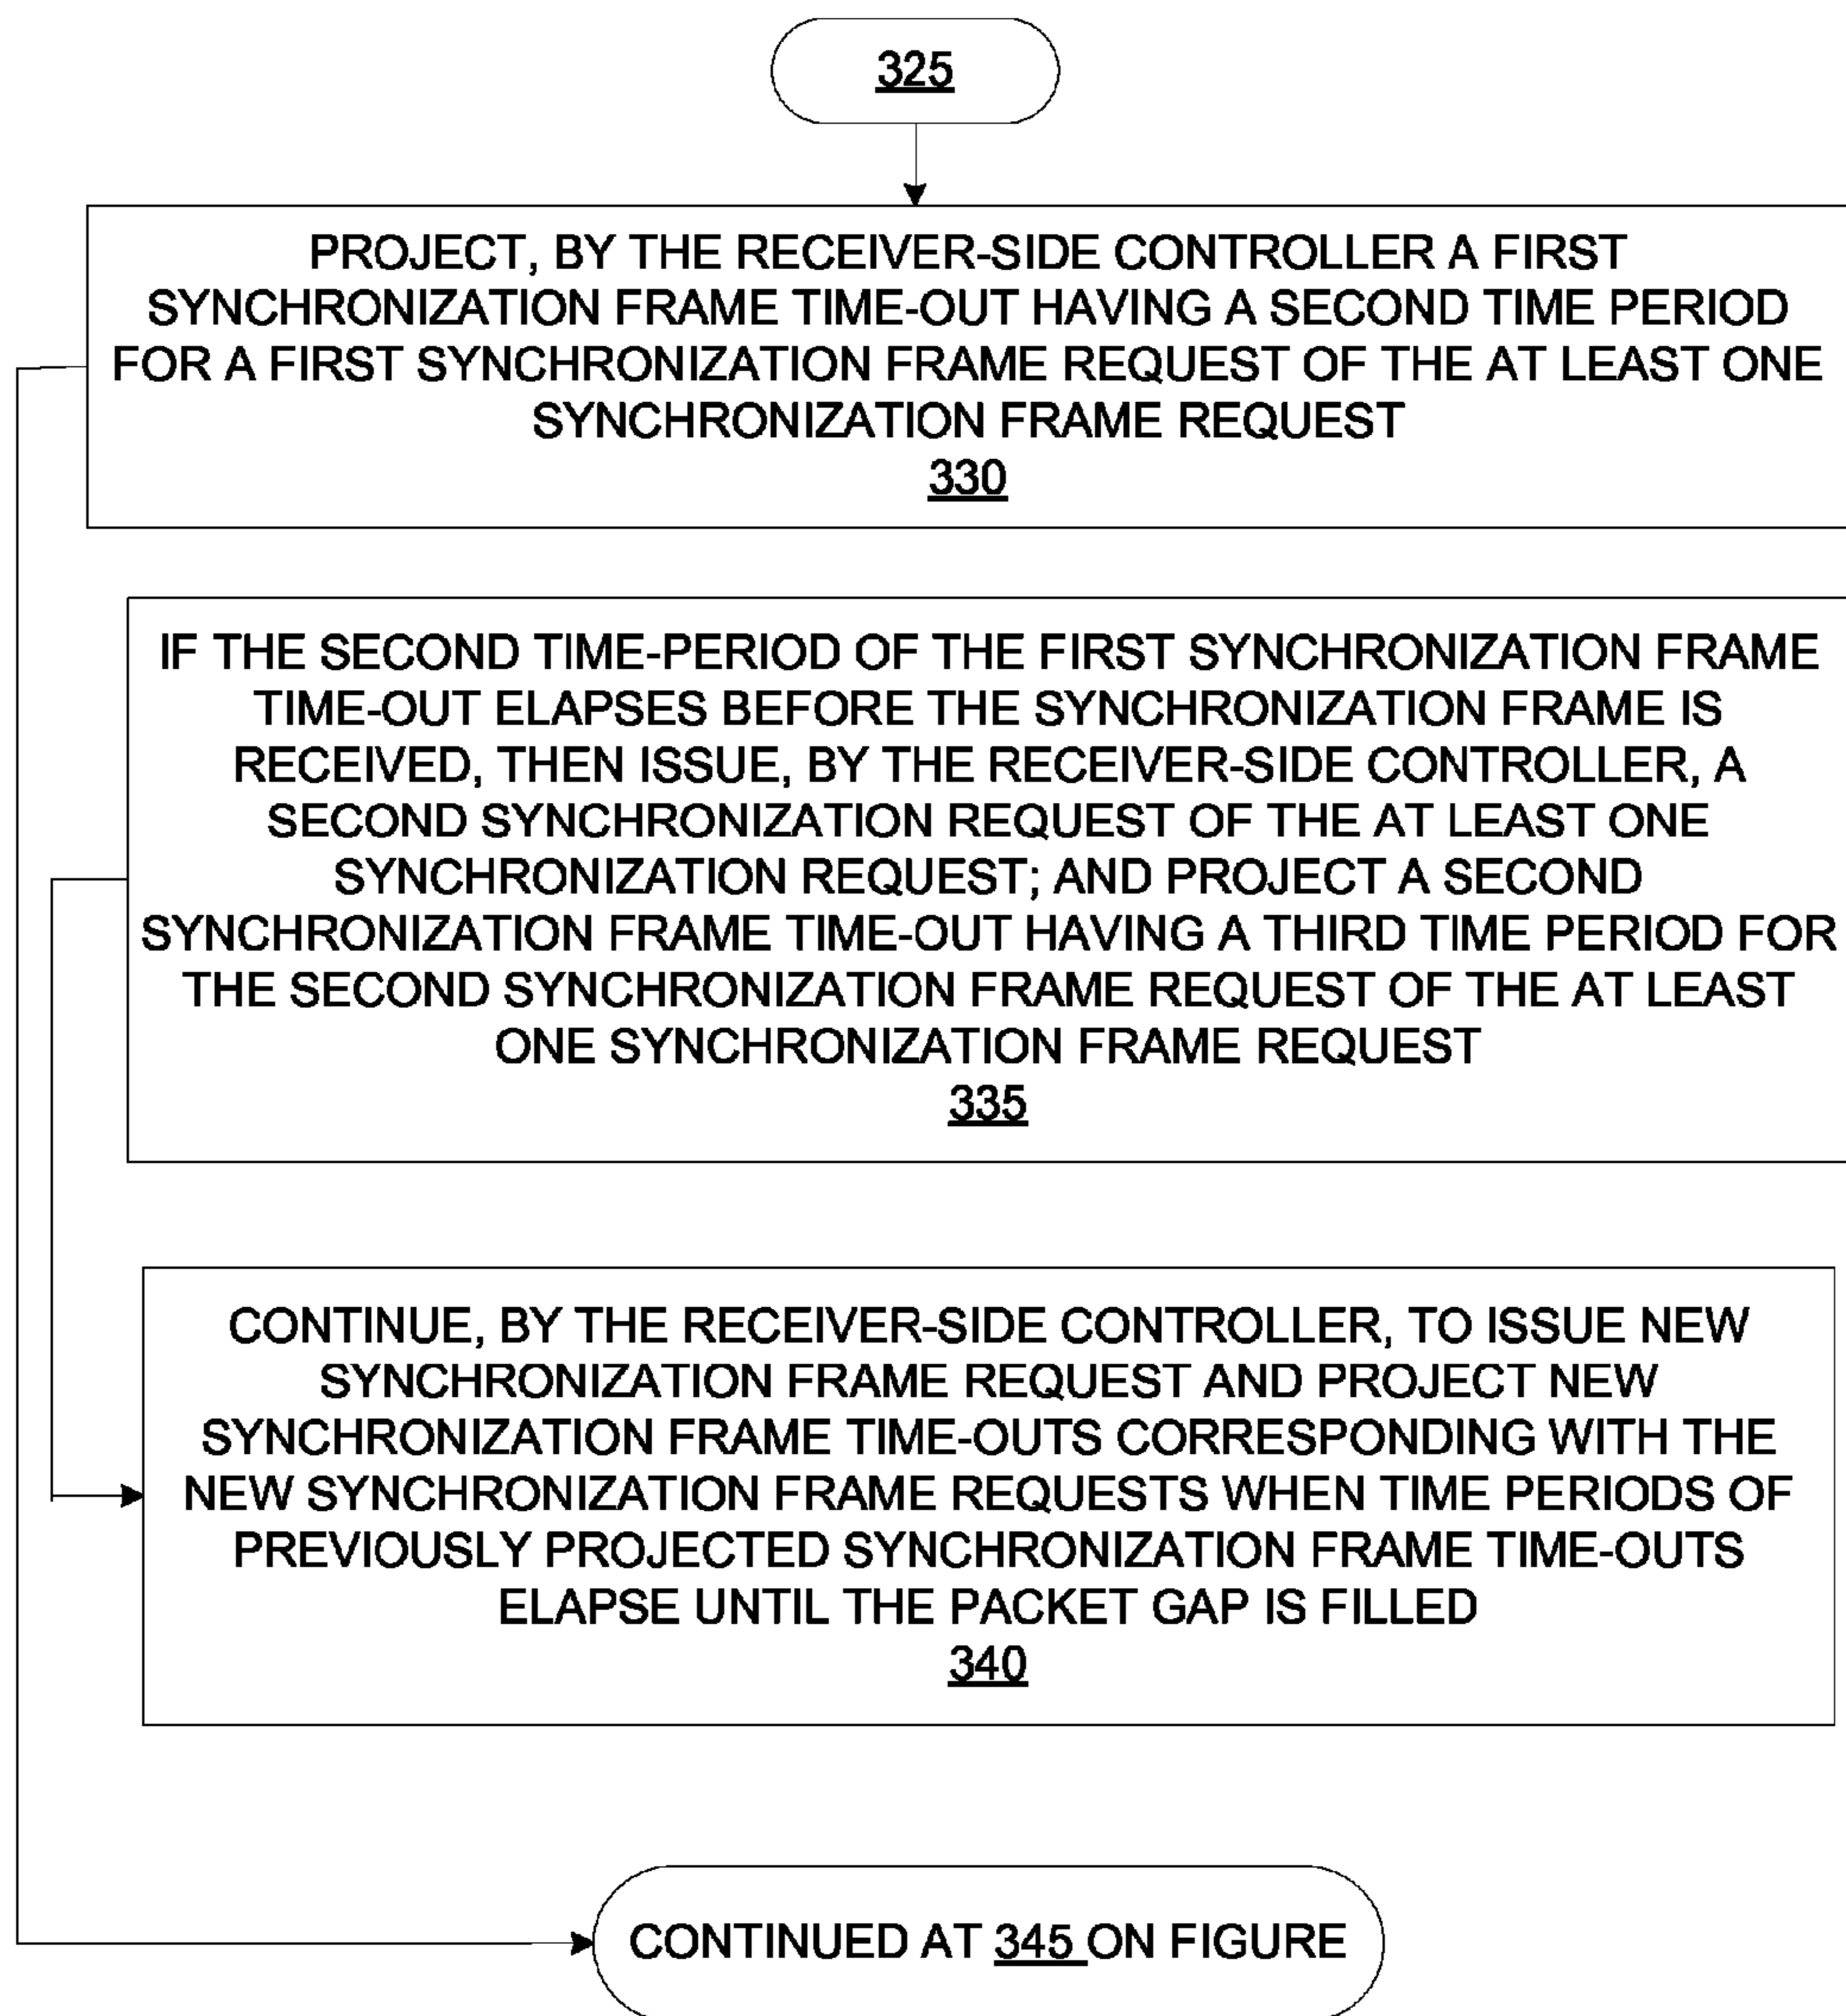 325
PROJECT, BY THE RECEIVER-SIDE CONTROLLER A FIRST
SYNCHRONIZATION FRAME TIME-OUT HAVING A SECOND TIME PERIOD
FOR A FIRST SYNCHRONIZATION FRAME REQUEST OF THE AT LEAST ONE
SYNCHRONIZATION FRAME REQUEST
330
IF THE SECOND TIME-PERIOD OF THE FIRST SYNCHRONIZATION FRAME
TIME-OUT ELAPSES BEFORE THE SYNCHRONIZATION FRAME IS
RECEIVED, THEN ISSUE, BY THE RECEIVER-SIDE CONTROLLER, A
SECOND SYNCHRONIZATION REQUEST OF THE AT LEAST ONE
SYNCHRONIZATION REQUEST; AND PROJECT A SECOND
SYNCHRONIZATION FRAME TIME-OUT HAVING A THIRD TIME PERIOD FOR
THE SECOND SYNCHRONIZATION FRAME REQUEST OF THE AT LEAST
ONE SYNCHRONIZATION FRAME REQUEST
335
CONTINUE, BY THE RECEIVER-SIDE CONTROLLER, TO ISSUE NEW
SYNCHRONIZATION FRAME REQUEST AND PROJECT NEW
SYNCHRONIZATION FRAME TIME-OUTS CORRESPONDING WITH THE
NEW SYNCHRONIZATION FRAME REQUESTS WHEN TIME PERIODS OF
PREVIOUSLY PROJECTED SYNCHRONIZATION FRAME TIME-OUTS
ELAPSE UNTIL THE PACKET GAP IS FILLED
340
CONTINUED AT 345 ON FIGURE